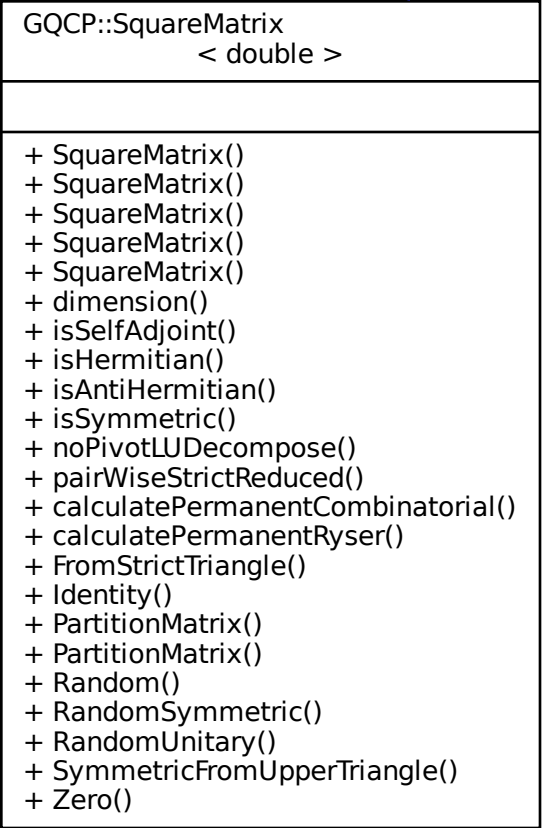 GQCP::SquareMatrix
< double >
+ SquareMatrix()
+ SquareMatrix()
+ SquareMatrix()
+ SquareMatrix()
+ SquareMatrix()
+ dimension()
+ isSelfAdjoint()
+ isHermitian()
+ isAntiHermitian()
+ isSymmetric()
+ noPivotLUDecompose()
+ pairWiseStrictReduced()
+ calculatePermanentCombinatorial()
+ calculatePermanentRyser()
+ FromStrictTriangle()
+ Identity()
+ PartitionMatrix()
+ PartitionMatrix()
+ Random()
+ RandomSymmetric()
+ RandomUnitary()
+ SymmetricFromUpperTriangle()
+ Zero()